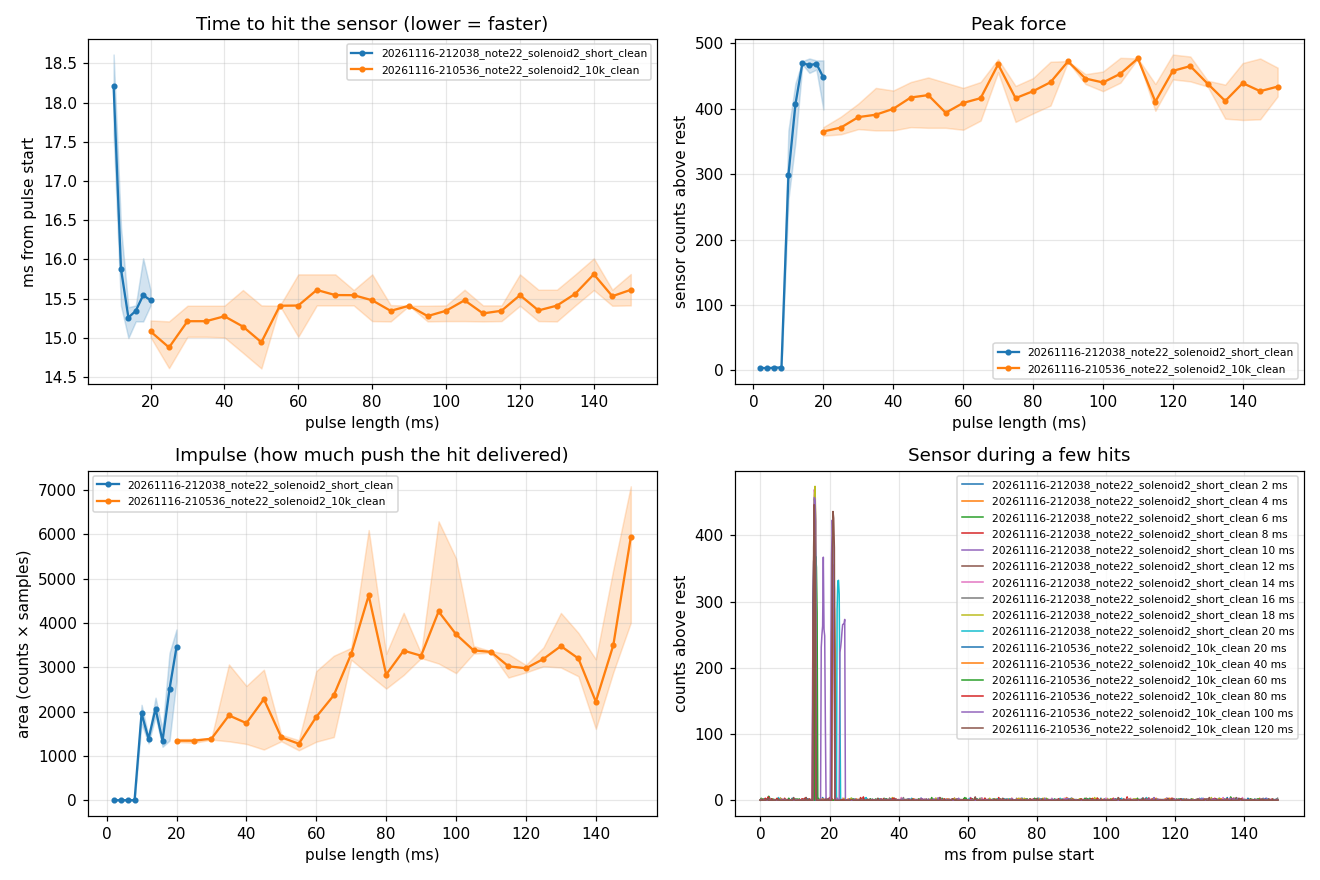 Time to hit the sensor (lower = faster)
ms from pulse start
18.5
18.0
17.5
17.0
16.5
16.0
15.5
15.0
14.5
20261116-212038_note22_solenoid2_short_clean
20261116-210536_note22_solenoid2_10k_clean
20 40 60 80 100 120 140
pulse length (ms)
Peak force
sensor counts above rest
500
400
300
200
100
0
20261116-212038_note22_solenoid2_short_clean
20261116-210536_note22_solenoid2_10k_clean
0 20 40 60 80 100 120 140
pulse length (ms)
Impulse (how much push the hit delivered)
area (counts × samples)
7000
6000
5000
4000
3000
2000
1000
0
20261116-212038_note22_solenoid2_short_clean
20261116-210536_note22_solenoid2_10k_clean
0 20 40 60 80 100 120 140
pulse length (ms)
Sensor during a few hits
counts above rest
400
300
200
100
0
20261116-212038_note22_solenoid2_short_clean 2 ms
20261116-212038_note22_solenoid2_short_clean 4 ms
20261116-212038_note22_solenoid2_short_clean 6 ms
20261116-212038_note22_solenoid2_short_clean 8 ms
20261116-212038_note22_solenoid2_short_clean 10 ms
20261116-212038_note22_solenoid2_short_clean 12 ms
20261116-212038_note22_solenoid2_short_clean 14 ms
20261116-212038_note22_solenoid2_short_clean 16 ms
20261116-212038_note22_solenoid2_short_clean 18 ms
20261116-212038_note22_solenoid2_short_clean 20 ms
20261116-210536_note22_solenoid2_10k_clean 20 ms
20261116-210536_note22_solenoid2_10k_clean 40 ms
20261116-210536_note22_solenoid2_10k_clean 60 ms
20261116-210536_note22_solenoid2_10k_clean 80 ms
20261116-210536_note22_solenoid2_10k_clean 100 ms
20261116-210536_note22_solenoid2_10k_clean 120 ms
0 20 40 60 80 100 120 140
ms from pulse start